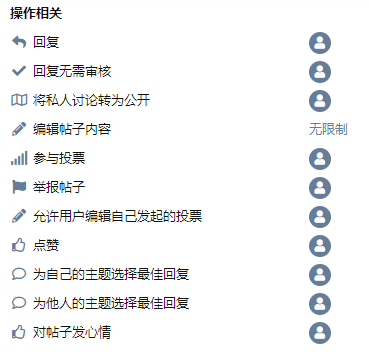 操作相关
回复
回复无需审核
将私人讨论转为公开
编辑帖子内容 无限制
参与投票
举报帖子
允许用户编辑自己发起的投票
点赞
为自己的主题选择最佳回复
为他人的主题选择最佳回复
对帖子发心情